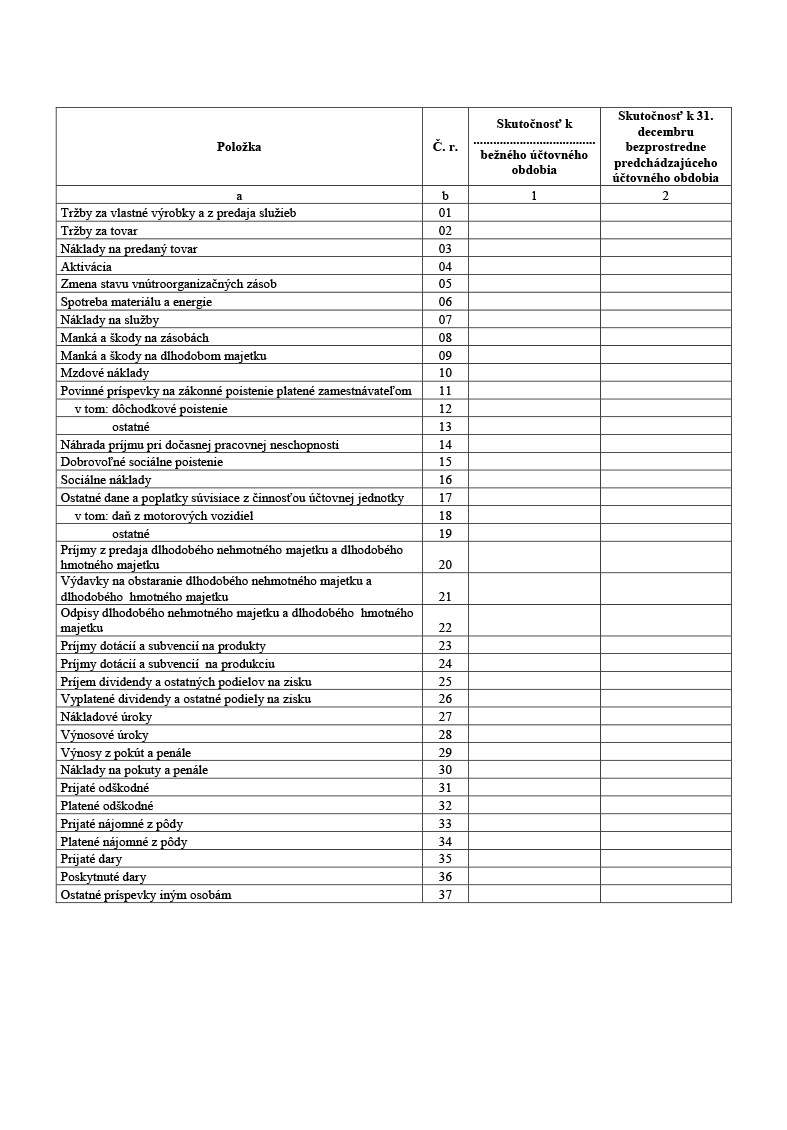 Položka
Č. r.
Skutočnosť k
......................................
bežného účtovného
obdobia
Skutočnosť k 31.
decembru
bezprostredne
predchádzajúceho
účtovného obdobia
a b 1 2
Tržby za vlastné výrobky a z predaja služieb 01
Tržby za tovar 02
Náklady na predaný tovar 03
Aktivácia 04
Zmena stavu vnútroorganizačných zásob 05
Spotreba materiálu a energie 06
Náklady na služby 07
Manká a škody na zásobách 08
Manká a škody na dlhodobom majetku 09
Mzdové náklady 10
Povinné príspevky na zákonné poistenie platené zamestnávateľom 11
v tom: dôchodkové poistenie 12
ostatné 13
Náhrada príjmu pri dočasnej pracovnej neschopnosti 14
Dobrovoľné sociálne poistenie 15
Sociálne náklady 16
Ostatné dane a poplatky súvisiace z činnosťou účtovnej jednotky 17
v tom: daň z motorových vozidiel 18
ostatné 19
Príjmy z predaja dlhodobého nehmotného majetku a dlhodobého
hmotného majetku 20
Výdavky na obstaranie dlhodobého nehmotného majetku a
dlhodobého  hmotného majetku 21
Odpisy dlhodobého nehmotného majetku a dlhodobého  hmotného
majetku 22
Príjmy dotácií a subvencií na produkty 23
Príjmy dotácií a subvencií  na produkciu 24
Príjem dividendy a ostatných podielov na zisku 25
Vyplatené dividendy a ostatné podiely na zisku 26
Nákladové úroky 27
Výnosové úroky 28
Výnosy z pokút a penále 29
Náklady na pokuty a penále 30
Prijaté odškodné 31
Platené odškodné 32
Prijaté nájomné z pôdy 33
Platené nájomné z pôdy 34
Prijaté dary 35
Poskytnuté dary 36
Ostatné príspevky iným osobám 37